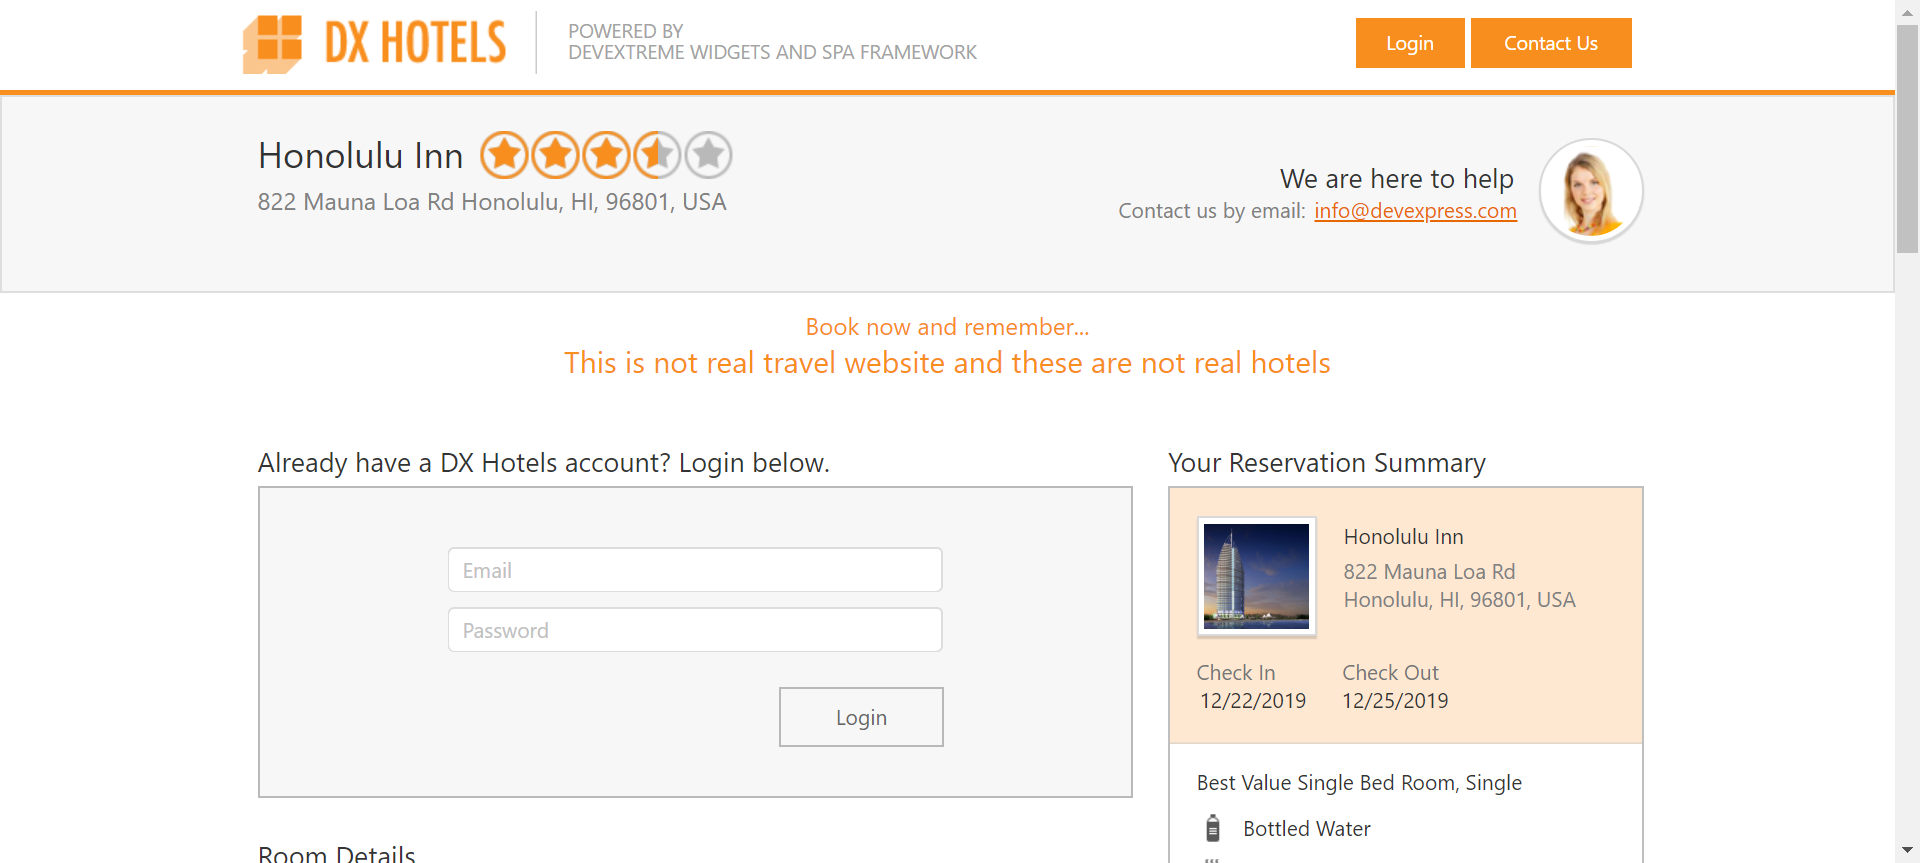 DX HOTELS
POWERED BY
DEVEXTREME WIDGETS AND SPA FRAMEWORK
Login
Contact Us
Honolulu Inn
822 Mauna Loa Rd Honolulu, HI, 96801, USA
We are here to help
Contact us by email: info@devexpress.com
Book now and remember...
This is not real travel website and these are not real hotels
Already have a DX Hotels account? Login below.
Email
Password
Login
Room Details
Your Reservation Summary
Honolulu Inn
822 Mauna Loa Rd
Honolulu, HI, 96801, USA
Check In
12/22/2019
Check Out
12/25/2019
Best Value Single Bed Room, Single
Bottled Water